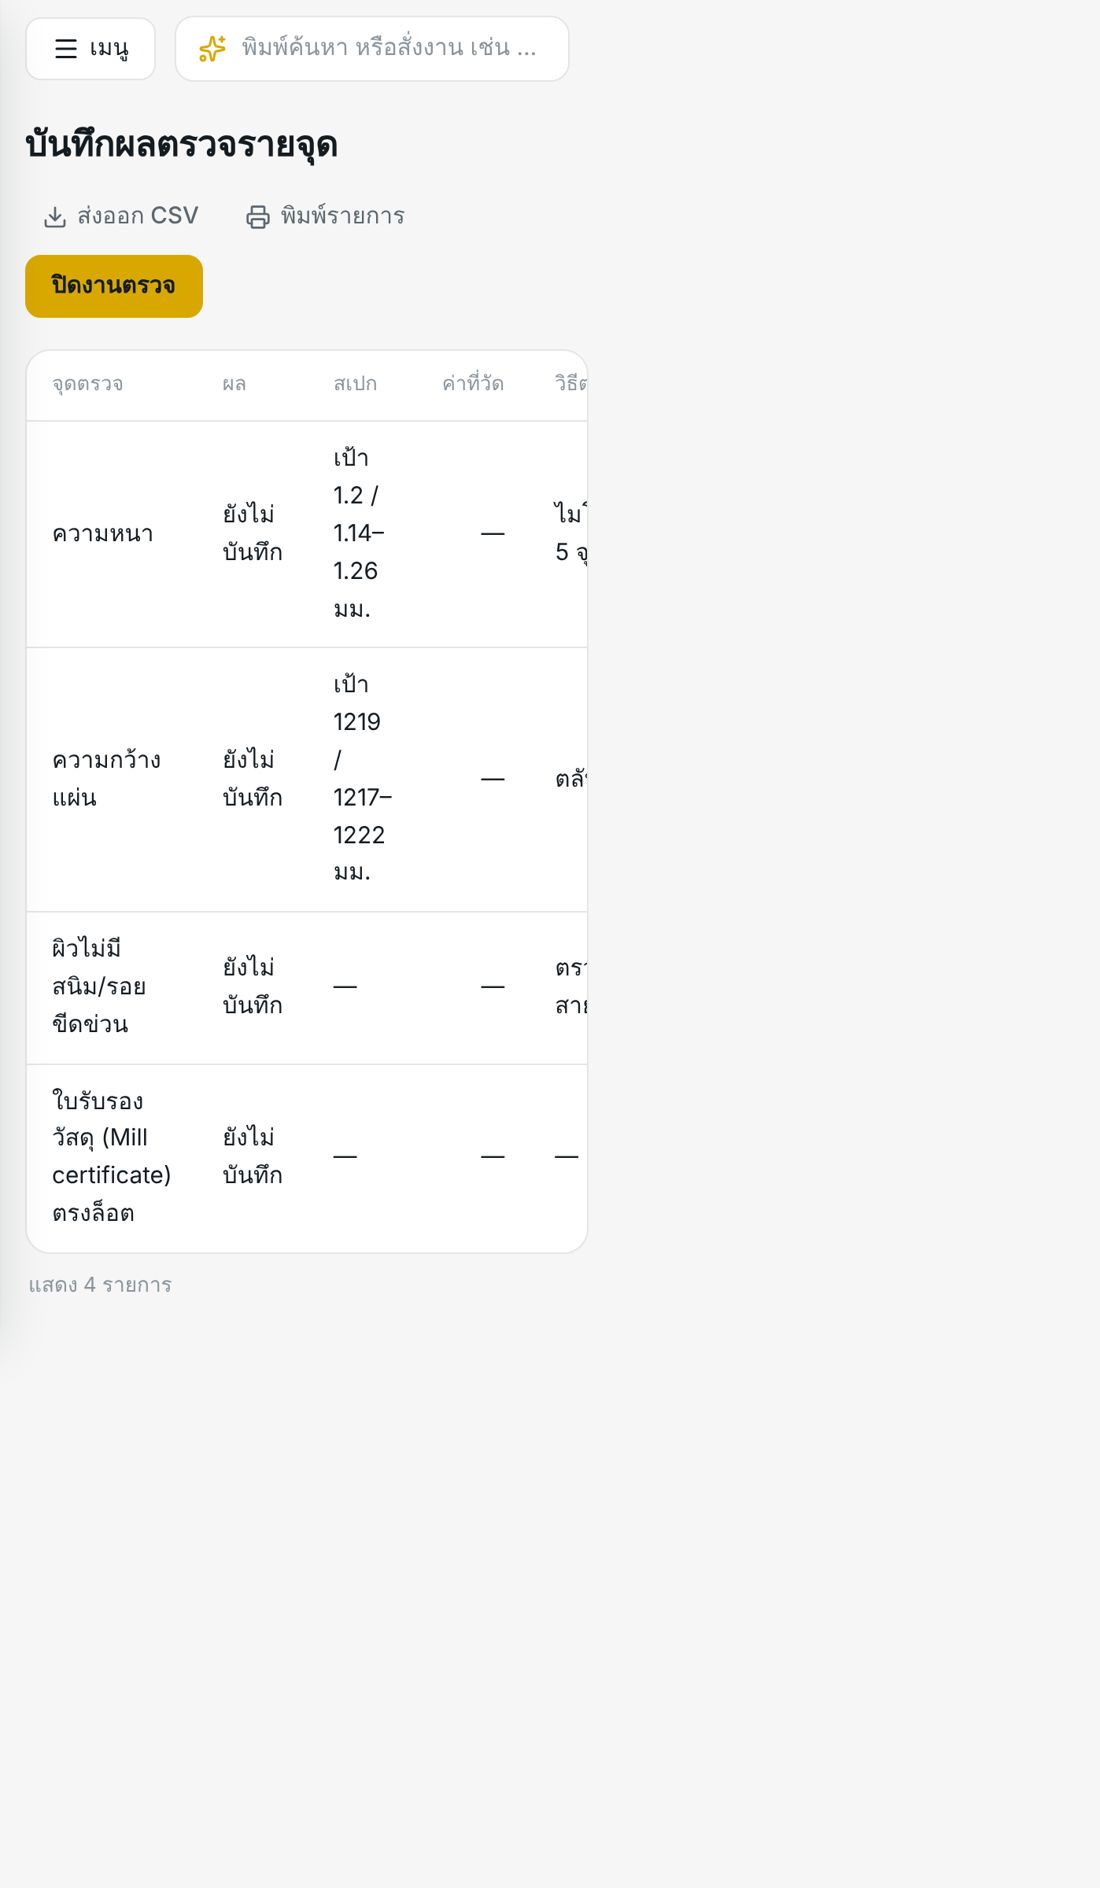 เมนู
พิมพ์ค้นหา หรือสั่งงาน เช่น ...
บันทึกผลตรวจรายจุด
ส่งออก CSV
พิมพ์รายการ
ปิดงานตรวจ
จุดตรวจ ผล สเปก ค่าที่วัด
ความหนา
ยังไม่
บันทึก
เป้า
1.2 /
1.14–
1.26
มม.
—
5
ความกว้าง
แผ่น
ยังไม่
บันทึก
เป้า
1219
/
1217–
1222
มม.
—
ผิวไม่มี
สนิม/รอย
ขีดข่วน
ยังไม่
บันทึก
—
—
ใบรับรอง
วัสดุ (Mill
certificate)
ตรงล็อต
ยังไม่
บันทึก
—
—
—
แสดง 4 รายการ